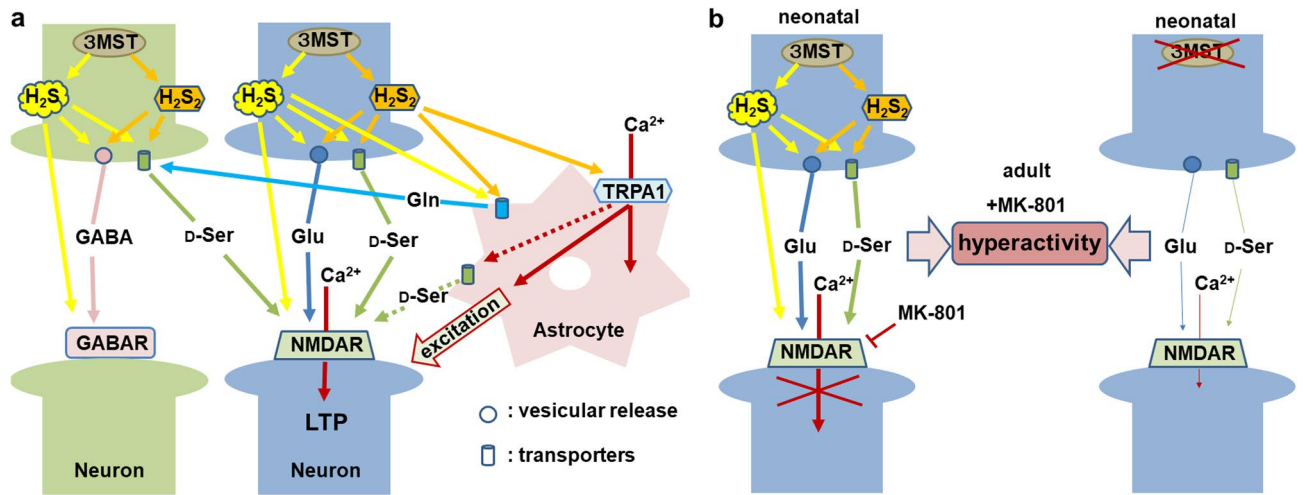 a
3MST
H₂S
H₂S₂
GABA
D-Ser
GABAR
Neuron
3MST
H₂S
H₂S₂
Glu
D-Ser
Ca²⁺
NMDAR
LTP
Neuron
Gln
Ca²⁺
TRPA1
D-Ser
excitation
Astrocyte
: vesicular release
: transporters
b
neonatal
3MST
H₂S
H₂S₂
Glu
D-Ser
Ca²⁺
NMDAR
MK-801
adult
+MK-801
hyperactivity
neonatal
3MST
Glu
D-Ser
Ca²⁺
NMDAR